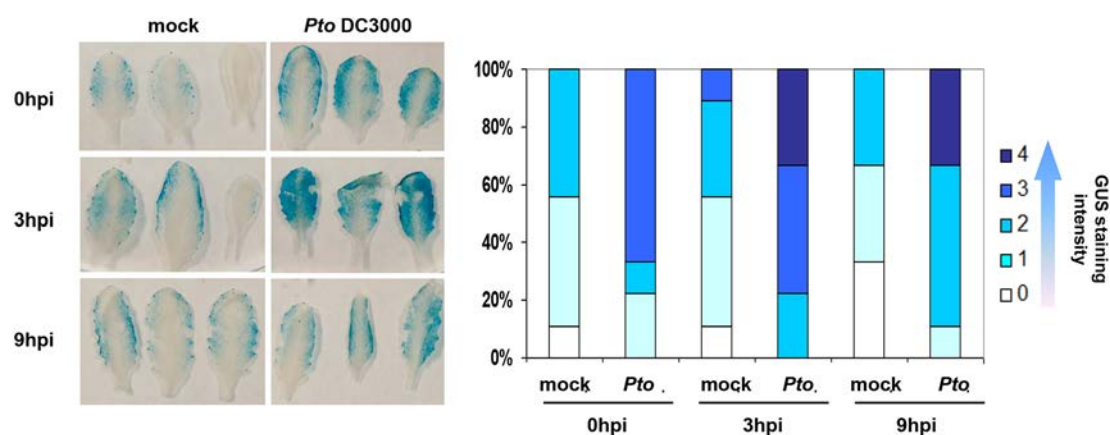 mock
Pto DC3000
0hpi
3hpi
9hpi
100%
80%
60%
40%
20%
0%
mock
Pto
mock
Pto
mock
Pto
0hpi
3hpi
9hpi
4
3
2
1
0
GUS staining
intensity